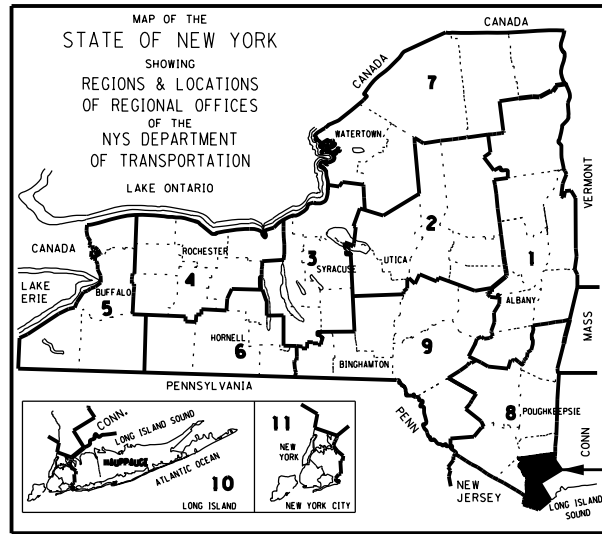 MAP OF THE
STATE OF NEW YORK
SHOWING
REGIONS & LOCATIONS
OF REGIONAL OFFICES
OF THE
NYS DEPARTMENT
OF TRANSPORTATION
CANADA
CANADA
7
WATERTOWN
LAKE ONTARIO
VERMONT
2
CANADA
ROCHESTER
3
SYRACUSE
UTICA
1
4
LAKE
ERIE
BUFFALO
5
ALBANY
MASS
HORNELL
6
BINGHAMTON
9
PENNSYLVANIA
PENN
8
POUGHKEEPSIE
CONN
NEW
JERSEY
LONG ISLAND
SOUND
CONN.
LONG ISLAND SOUND
HAUPPAUGE
ATLANTIC OCEAN
10
LONG ISLAND
11
NEW
YORK
NEW YORK CITY